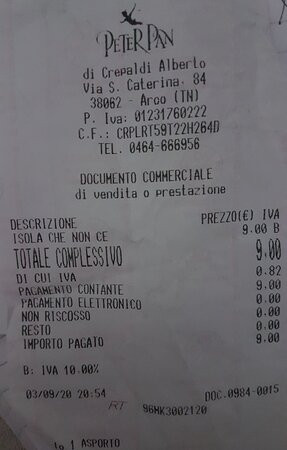 PETER PAN
di Crepaldi Alberto
Via S. Caterina, 84
38062 - Arco (TN)
P. Iva: 01231760222
C.F.: CRPLRT59T22H264D
TEL. 0464-666956
DOCUMENTO COMMERCIALE
di vendita o prestazione
DESCRIZIONE PREZZO(€) IVA
ISOLA CHE NON CE 9.00 B
TOTALE COMPLESSIVO 9,00
DI CUI IVA 0.82
PAGAMENTO CONTANTE 9.00
PAGAMENTO ELETTRONICO 0.00
NON RISCOSSO 0.00
RESTO 0.00
IMPORTO PAGATO 9.00
B: IVA 10.00%
03/09/20 20:54 DOC.0984-0015
RT 96MK3002120
1 ASPORTO